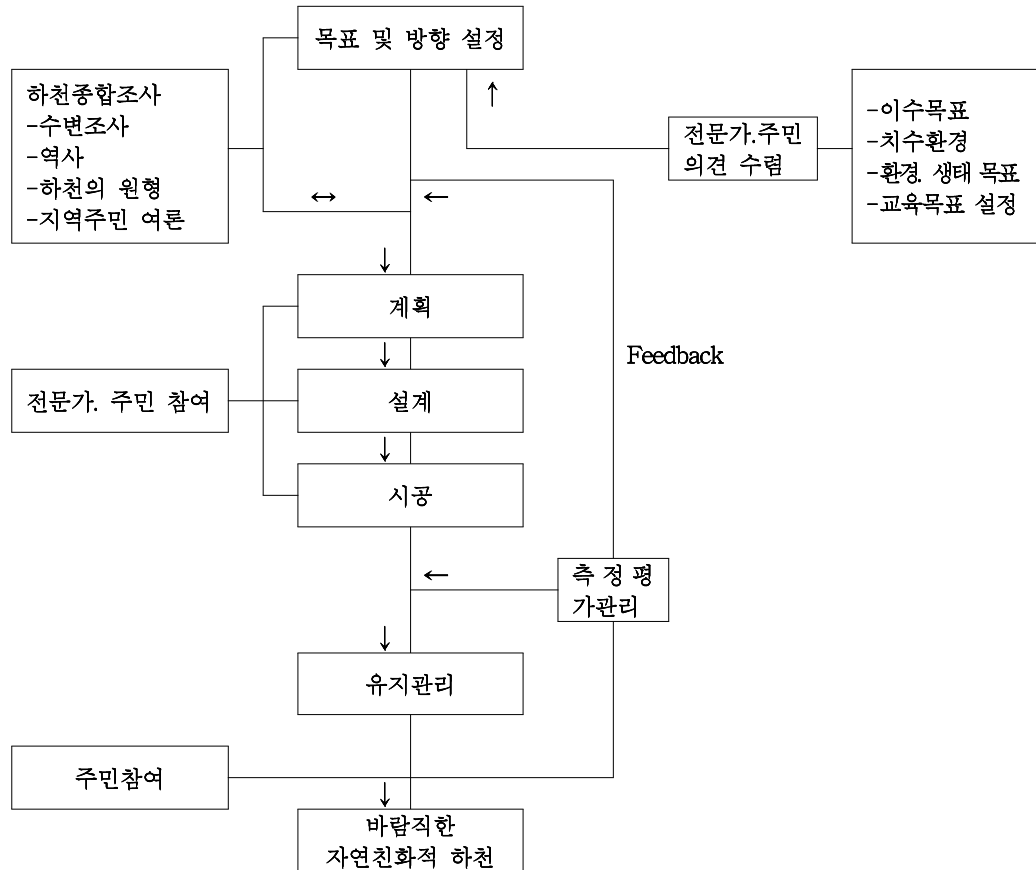 목표 및 방향 설정
하천종합조사
-수변조사
-역사
-하천의 원형
-지역주민 여론
↑
전문가.주민
의견 수렴
-이수목표
-치수환경
-환경. 생태 목표
-교육목표 설정
↔
←
↓
계획
↓
Feedback
전문가. 주민 참여
설계
↓
시공
←
측 정 평
가관리
↓
유지관리
주민참여
↓
바람직한
자연친화적 하천